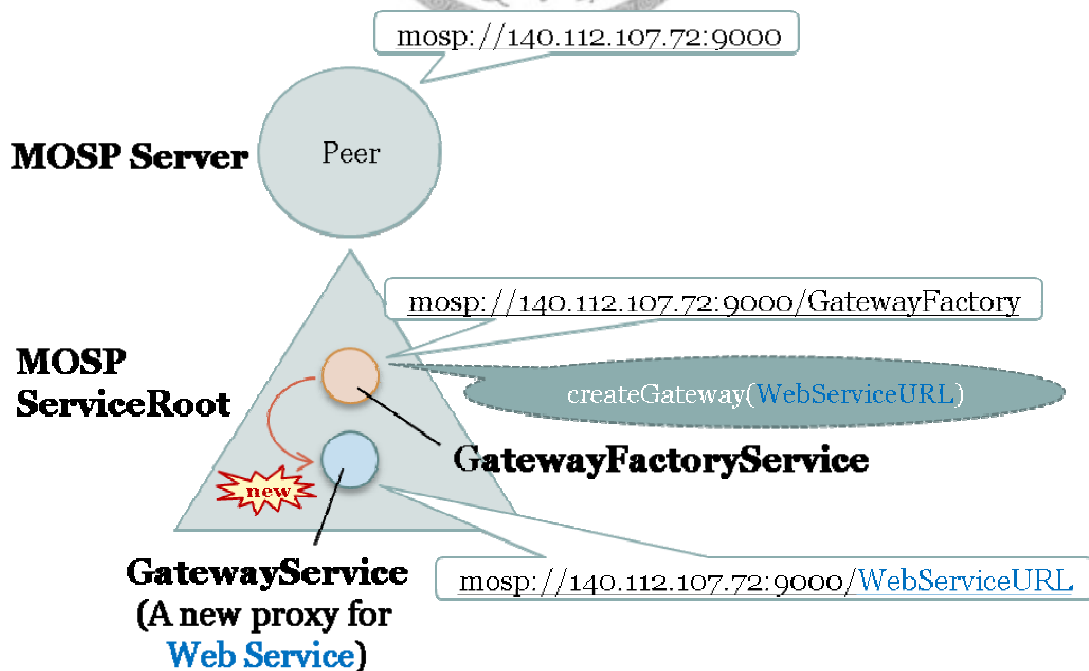 mosp://140.112.107.72:9000
MOSP Server
Peer
mosp://140.112.107.72:9000/GatewayFactory
MOSP
ServiceRoot
createGateway(WebServiceURL)
GatewayFactoryService
new
GatewayService
(A new proxy for
Web Service)
mosp://140.112.107.72:9000/WebServiceURL